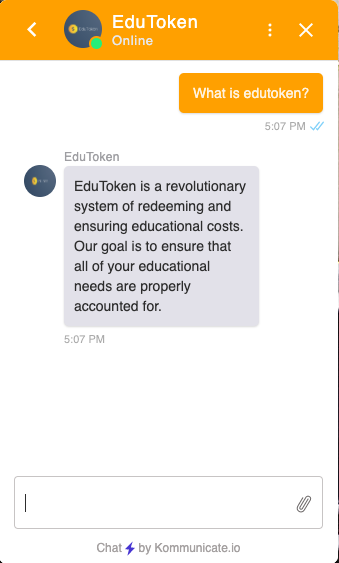 EduToken
Online
What is edutoken?
5:07 PM
EduToken
EduToken is a revolutionary
system of redeeming and
ensuring educational costs.
Our goal is to ensure that
all of your educational
needs are properly
accounted for.
5:07 PM
Chat by Kommunicate.io